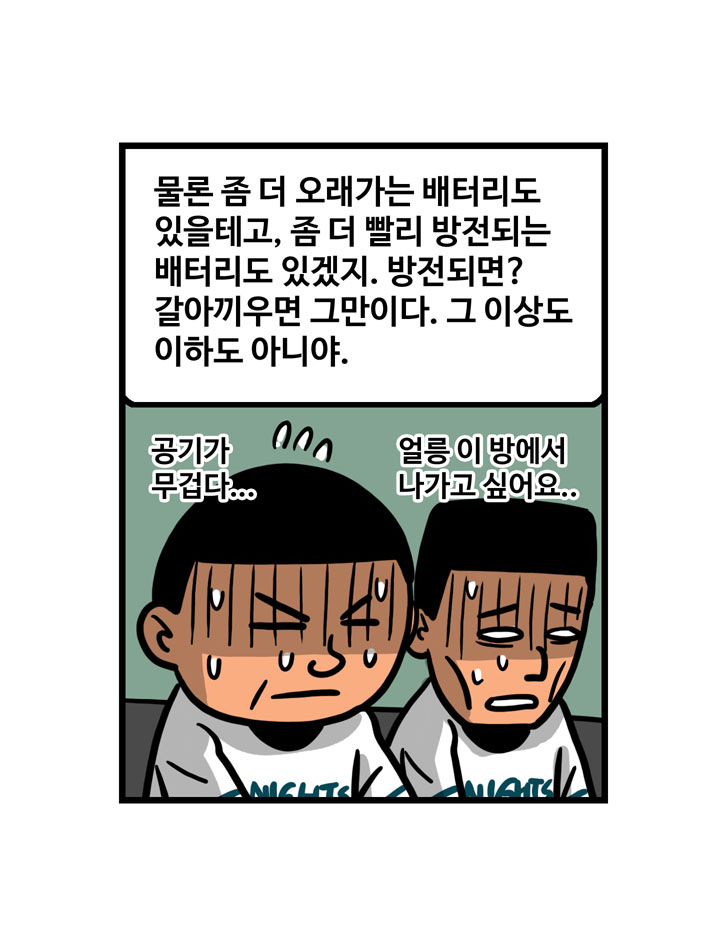 물론 좀 더 오래가는 배터리도
있을테고, 좀 더 빨리 방전되는
배터리도 있겠지. 방전되면?
갈아끼우면 그만이다. 그 이상도
이하도 아니야.
공기가
무겁다...
얼릉 이 방에서
나가고 싶어요..
NIGHTS
NIGHTS